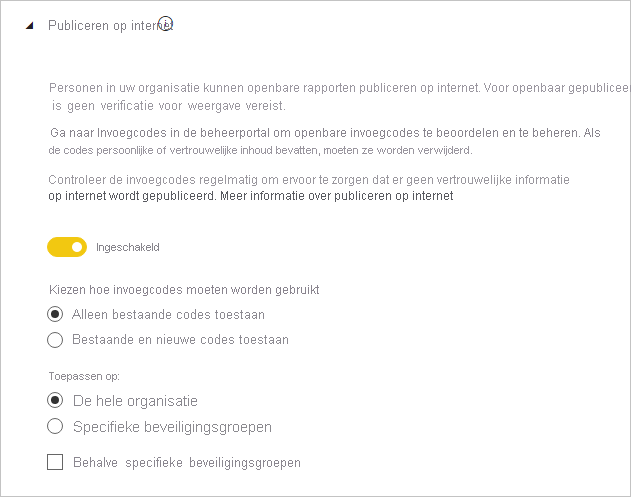 Publiceren op internet
Personen in uw organisatie kunnen openbare rapporten publiceren op internet. Voor openbaar
is geen verificatie voor weergave vereist.
Ga naar Invoegcodes in de beheerportal om openbare invoegcodes te beoordelen en te beheren. Als
de codes persoonlijke of vertrouwelijke inhoud bevatten, moeten ze worden verwijderd.
Controleer de invoegcodes regelmatig om ervoor te zorgen dat er geen vertrouwelijke informatie
op internet wordt gepubliceerd. Meer informatie over publiceren op internet
Ingeschakeld
Kiezen hoe invoegcodes moeten worden gebruikt
Alleen bestaande codes toestaan
Bestaande en nieuwe codes toestaan
Toepassen op:
De hele organisatie
Specifieke beveiligingsgroepen
Behalve specifieke beveiligingsgroepen